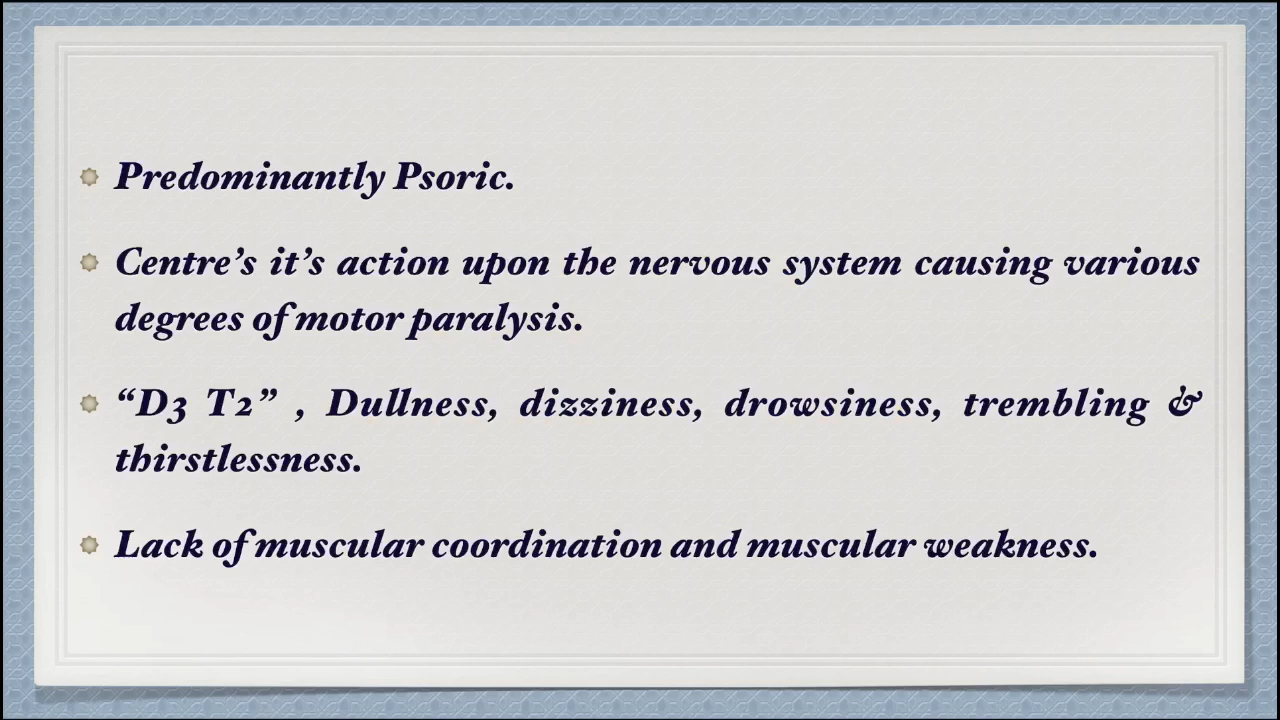 Predominantly Psoric.
Centre’s it’s action upon the nervous system causing various
degrees of motor paralysis.
“D3 T2” , Dullness, dizziness, drowsiness, trembling &
thirstlessness.
Lack of muscular coordination and muscular weakness.